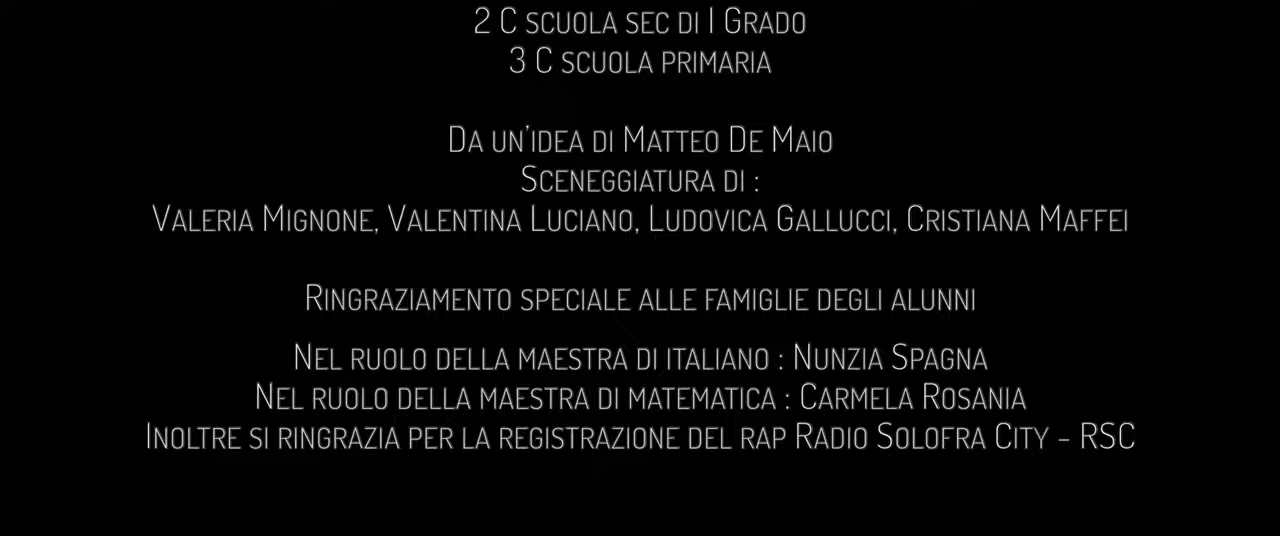 2 C scuola sec di I Grado
3 C scuola primaria
Da un'idea di Matteo De Maio
Sceneggiatura di :
Valeria Mignone, Valentina Luciano, Ludovica Gallucci, Cristiana Maffei
Ringraziamento speciale alle famiglie degli alunni
Nel ruolo della maestra di italiano : Nunzia Spagna
Nel ruolo della maestra di matematica : Carmela Rosania
Inoltre si ringrazia per la registrazione del rap Radio Solofra City - RSC